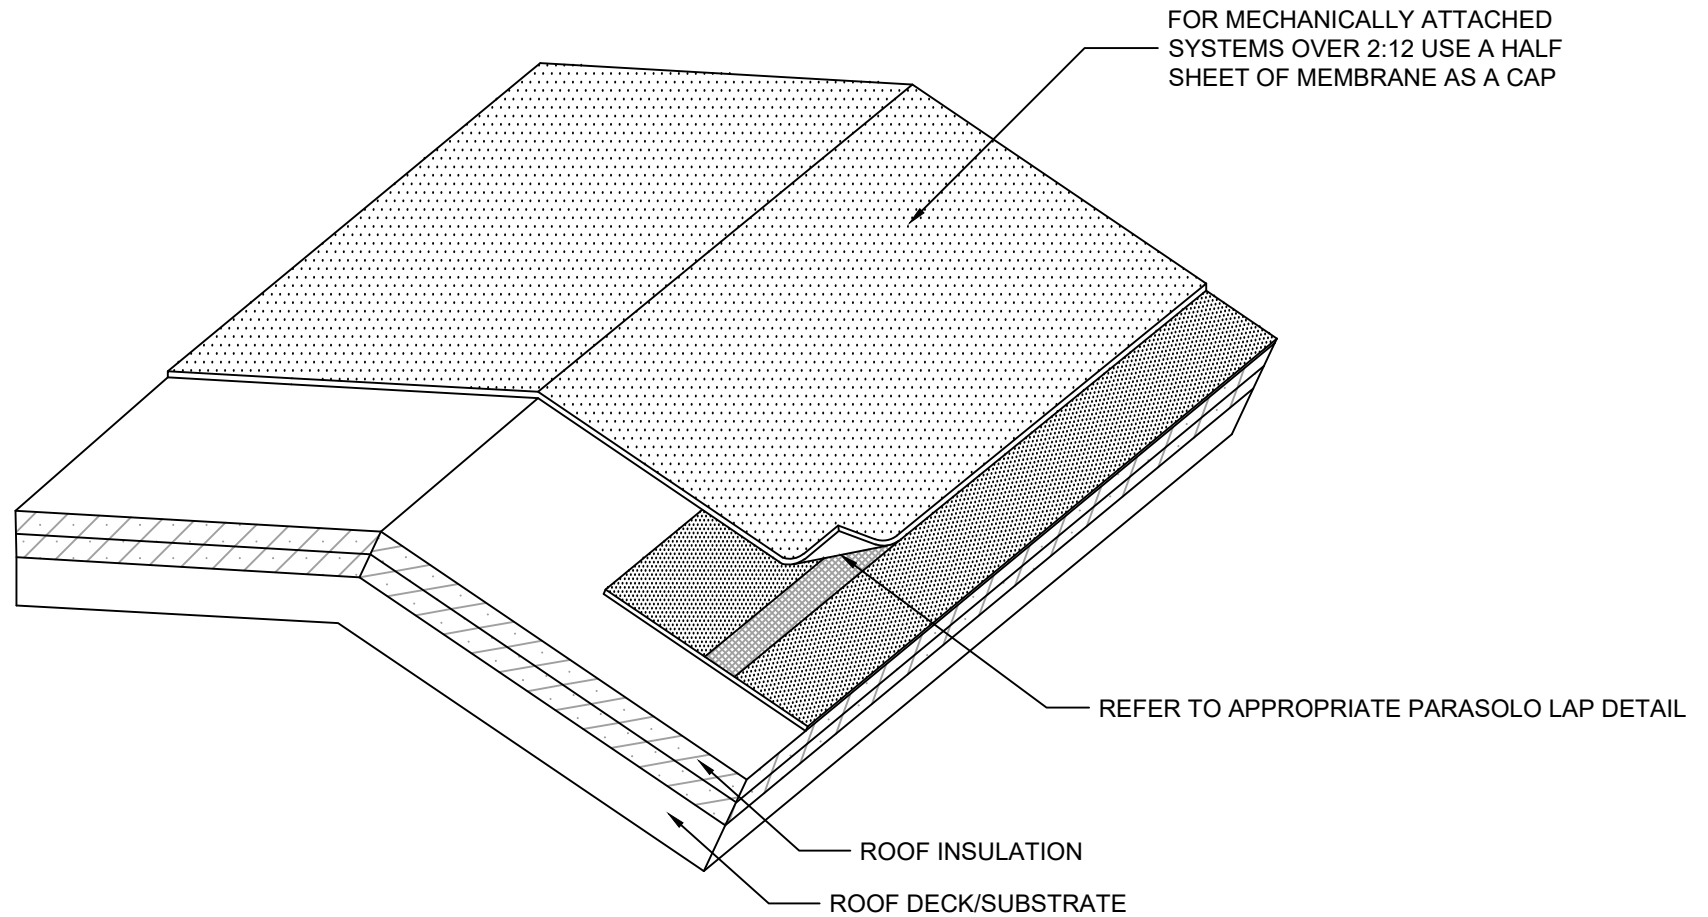 FOR MECHANICALLY ATTACHED
SYSTEMS OVER 2:12 USE A HALF
SHEET OF MEMBRANE AS A CAP
REFER TO APPROPRIATE PARASOLO LAP DETAIL
ROOF INSULATION
ROOF DECK/SUBSTRATE